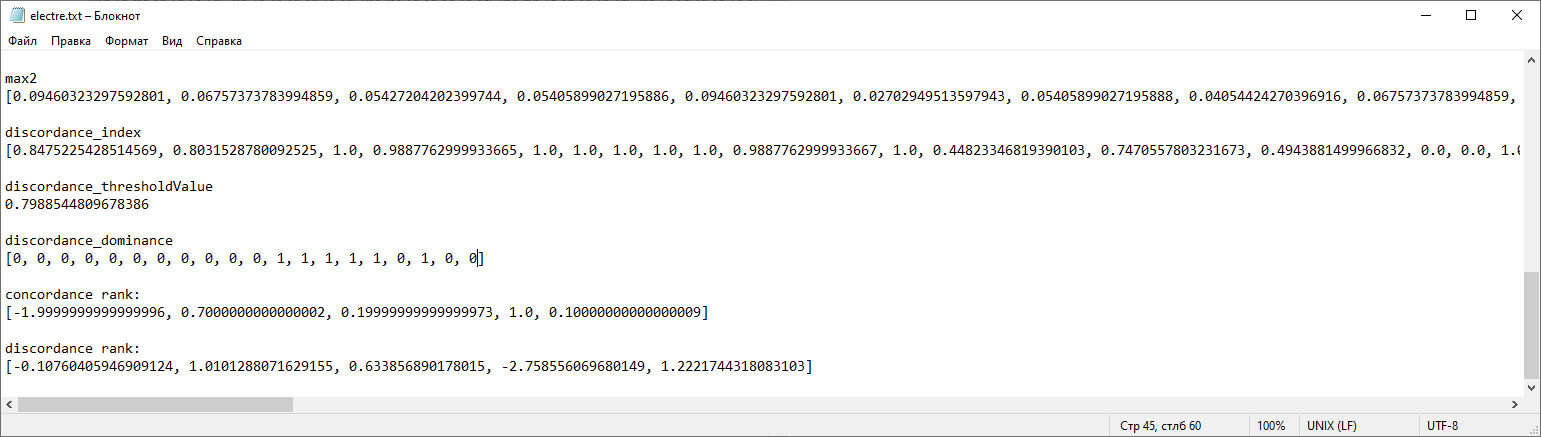 electre.txt – Блокнот
Файл Правка Формат Вид Справка
max2
[0.09460323297592801, 0.06757373783994859, 0.05427204202399744, 0.05405899027195886, 0.09460323297592801, 0.02702949513597943, 0.05405899027195888, 0.04054424270396916, 0.06757373783994859,
discordance_index
[0.8475225428514569, 0.8031528780092525, 1.0, 0.9887762999933665, 1.0, 1.0, 1.0, 1.0, 1.0, 0.9887762999933667, 1.0, 0.44823346819390103, 0.7470557803231673, 0.4943881499966832, 0.0, 0.0, 1.0
discordance_thresholdValue
0.7988544809678386
discordance_dominance
[0, 0, 0, 0, 0, 0, 0, 0, 0, 0, 0, 1, 1, 1, 1, 1, 0, 1, 0, 0]
concordance rank:
[-1.9999999999999996, 0.7000000000000002, 0.19999999999999973, 1.0, 0.10000000000000009]
discordance rank:
[-0.10760405946909124, 1.0101288071629155, 0.633856890178015, -2.758556069680149, 1.2221744318083103]
Стр 45, стлб 60 100% UNIX (LF) UTF-8